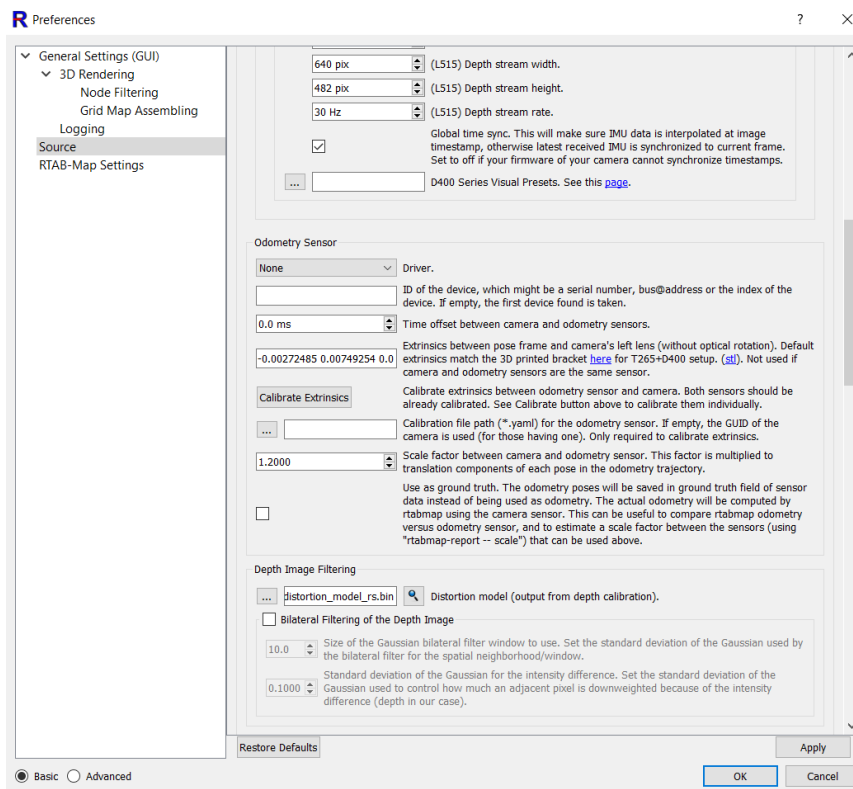 Preferences
?
General Settings (GUI)
3D Rendering
Node Filtering
Grid Map Assembling
Logging
Source
RTAB-Map Settings
640 pix
(L515) Depth stream width.
482 pix
(L515) Depth stream height.
30 Hz
(L515) Depth stream rate.
Global time sync. This will make sure IMU data is interpolated at image
timestamp, otherwise latest received IMU is synchronized to current frame.
Set to off if your firmware of your camera cannot synchronize timestamps.
...
D400 Series Visual Presets. See this page.
Odometry Sensor
None
Driver.
ID of the device, which might be a serial number, bus@address or the index of the
device. If empty, the first device found is taken.
0.0 ms
Time offset between camera and odometry sensors.
-0.00272485 0.00749254 0.0
Extrinsics between pose frame and camera's left lens (without optical rotation). Default
extrinsics match the 3D printed bracket here for T265+D400 setup. (stl). Not used if
camera and odometry sensors are the same sensor.
Calibrate Extrinsics
Calibrate extrinsics between odometry sensor and camera. Both sensors should be
already calibrated. See Calibrate button above to calibrate them individually.
...
Calibration file path (*.yaml) for the odometry sensor. If empty, the GUID of the
camera is used (for those having one). Only required to calibrate extrinsics.
1.2000
Scale factor between camera and odometry sensor. This factor is multiplied to
translation components of each pose in the odometry trajectory.
Use as ground truth. The odometry poses will be saved in ground truth field of sensor
data instead of being used as odometry. The actual odometry will be computed by
rtabmap using the camera sensor. This can be useful to compare rtabmap odometry
versus odometry sensor, and to estimate a scale factor between the sensors (using
"rtabmap-report -- scale") that can be used above.
Depth Image Filtering
...
distortion_model_rs.bin
Distortion model (output from depth calibration).
Bilateral Filtering of the Depth Image
10.0
Size of the Gaussian bilateral filter window to use. Set the standard deviation of the Gaussian used by
the bilateral filter for the spatial neighborhood/window.
0.1000
Standard deviation of the Gaussian for the intensity difference. Set the standard deviation of the
Gaussian used to control how much an adjacent pixel is downweighted because of the intensity
difference (depth in our case).
Restore Defaults
Apply
Basic
Advanced
OK
Cancel